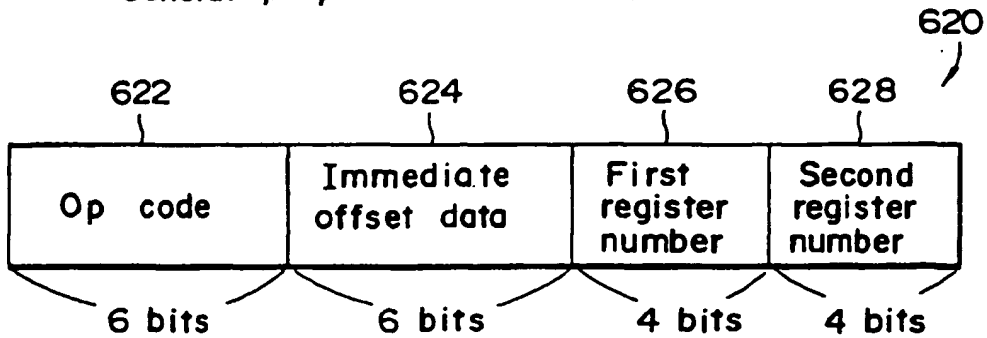 620
622 624 626 628
Op code
Immediate
offset data
First
register
number
Second
register
number
6 bits 6 bits 4 bits 4 bits